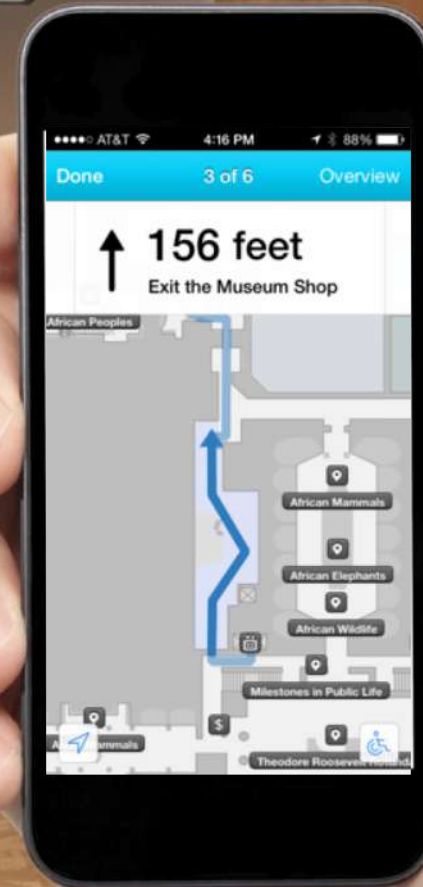 AT&T 4:16 PM 88%
Done 3 of 6 Overview
156 feet
Exit the Museum Shop
African Peoples
African Mammals
African Elephants
African Wildlife
Milestones in Public Life
$
Theodore Roosevelt